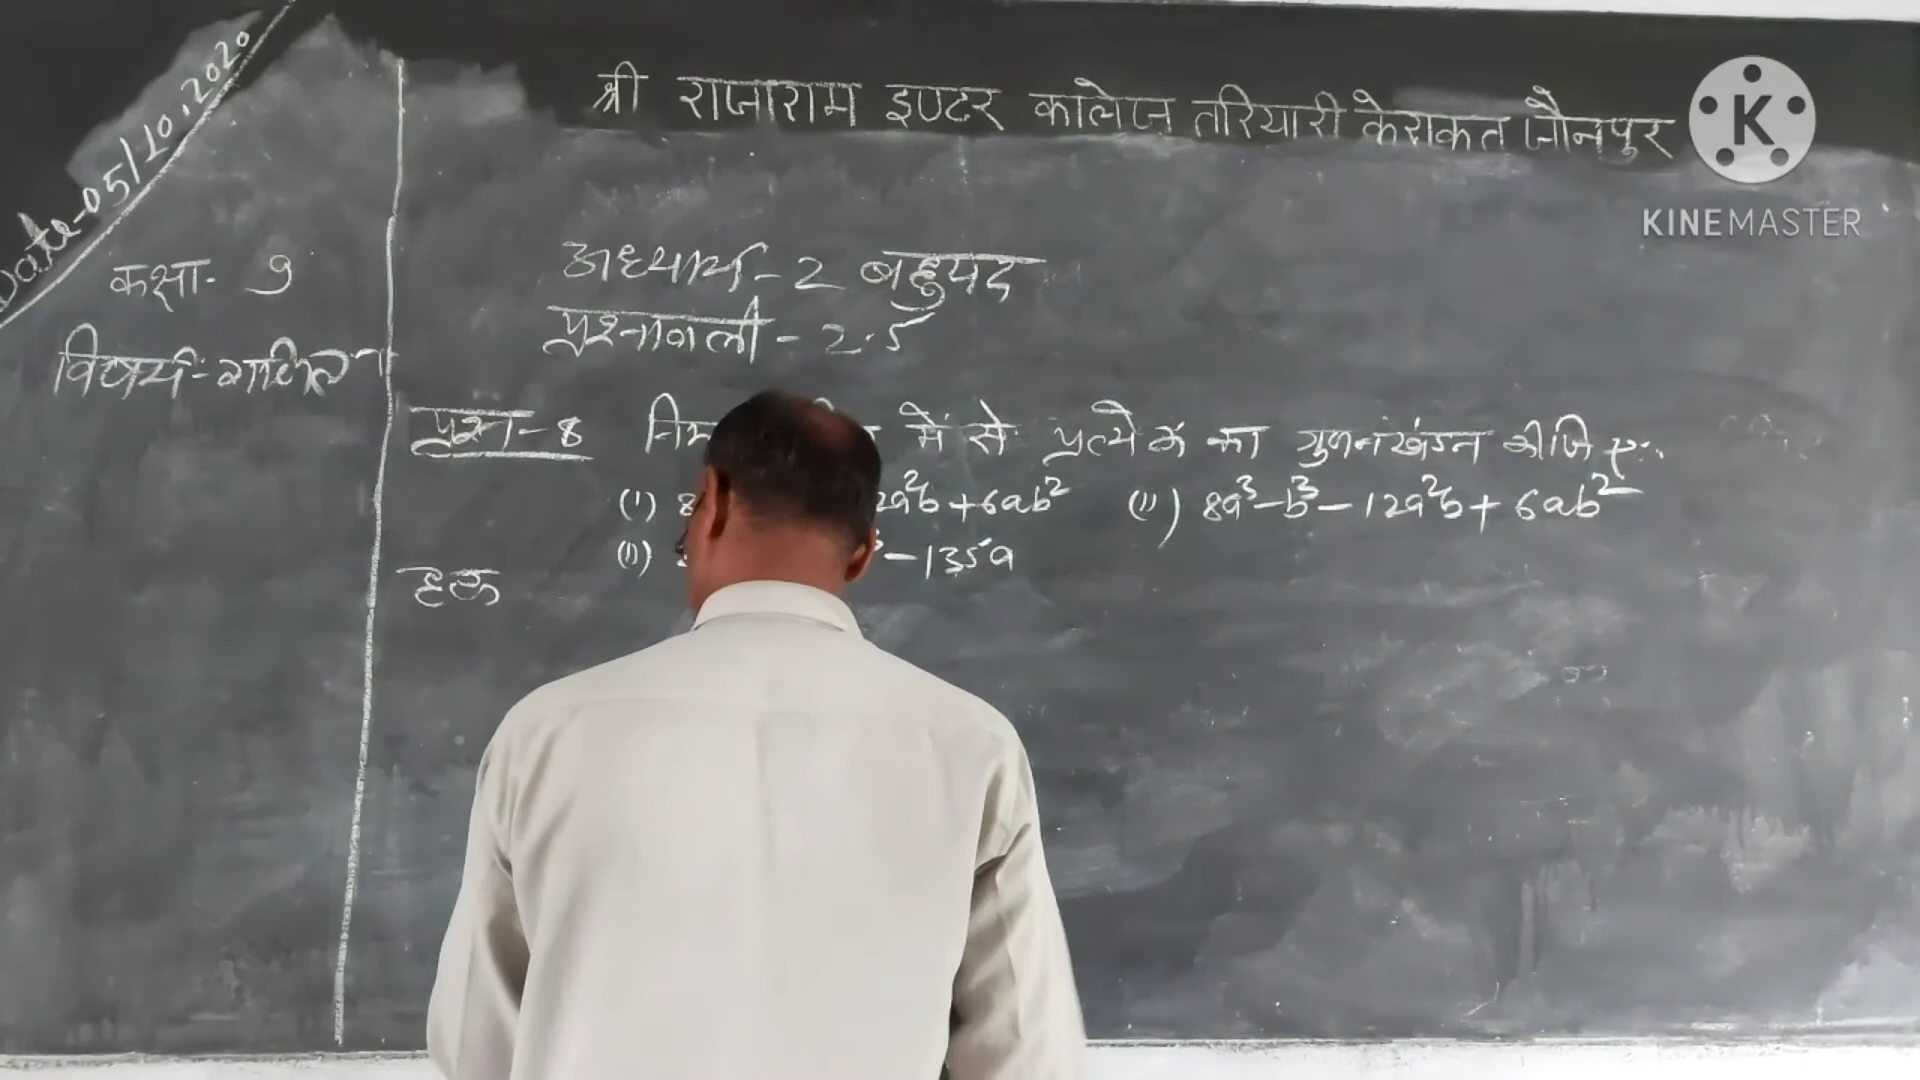 Date-05/10.2020
श्री राजाराम इण्टर कालेज तरियारी केराकत जौनपुर
KINEMASTER
कक्षा- 9
विषय:- गणित
अध्याय - 2 बहुपद
प्रश्नावली - 2.5
प्रश्न-8 में से प्रत्येक का गुणनखंडन कीजिए:-
(i) 8 2a²b+6ab² (ii) 8a³-b³-12a²b+6ab²
(iii) -135a
हल